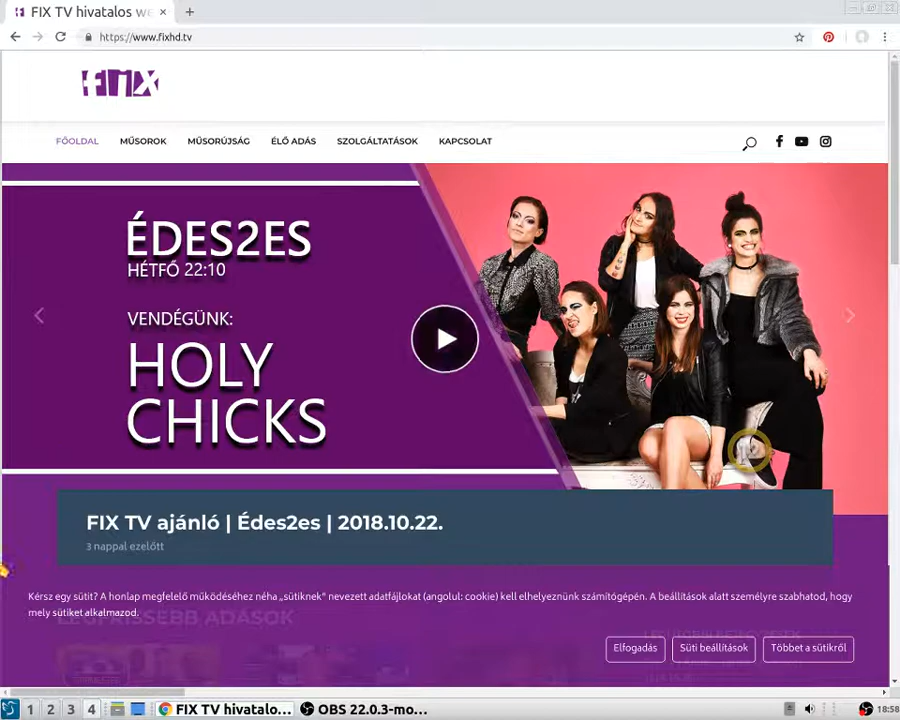 FIX TV hivatalos we
https://www.fixhd.tv
fix
FŐOLDAL MŰSOROK MŰSORÚJSÁG ÉLŐ ADÁS SZOLGÁLTATÁSOK KAPCSOLAT
ÉDES2ES
HÉTFŐ 22:10
VENDÉGÜNK:
HOLY
CHICKS
FIX TV ajánló | Édes2es | 2018.10.22.
3 nappal ezelőtt
Kérsz egy sütit? A honlap megfelelő működéséhez néha „sütiknek” nevezett adatfájlokat (angolul: cookie) kell elhelyeznünk számítógépén. A beállítások alatt személyre szabhatod, hogy
mely sütiket alkalmazod.
LEGFRISSEBB ADÁSOK
Elfogadás Süti beállítások Többet a sütikről
1 2 3 4 FIX TV hivatalo... OBS 22.0.3-mo... 18:58